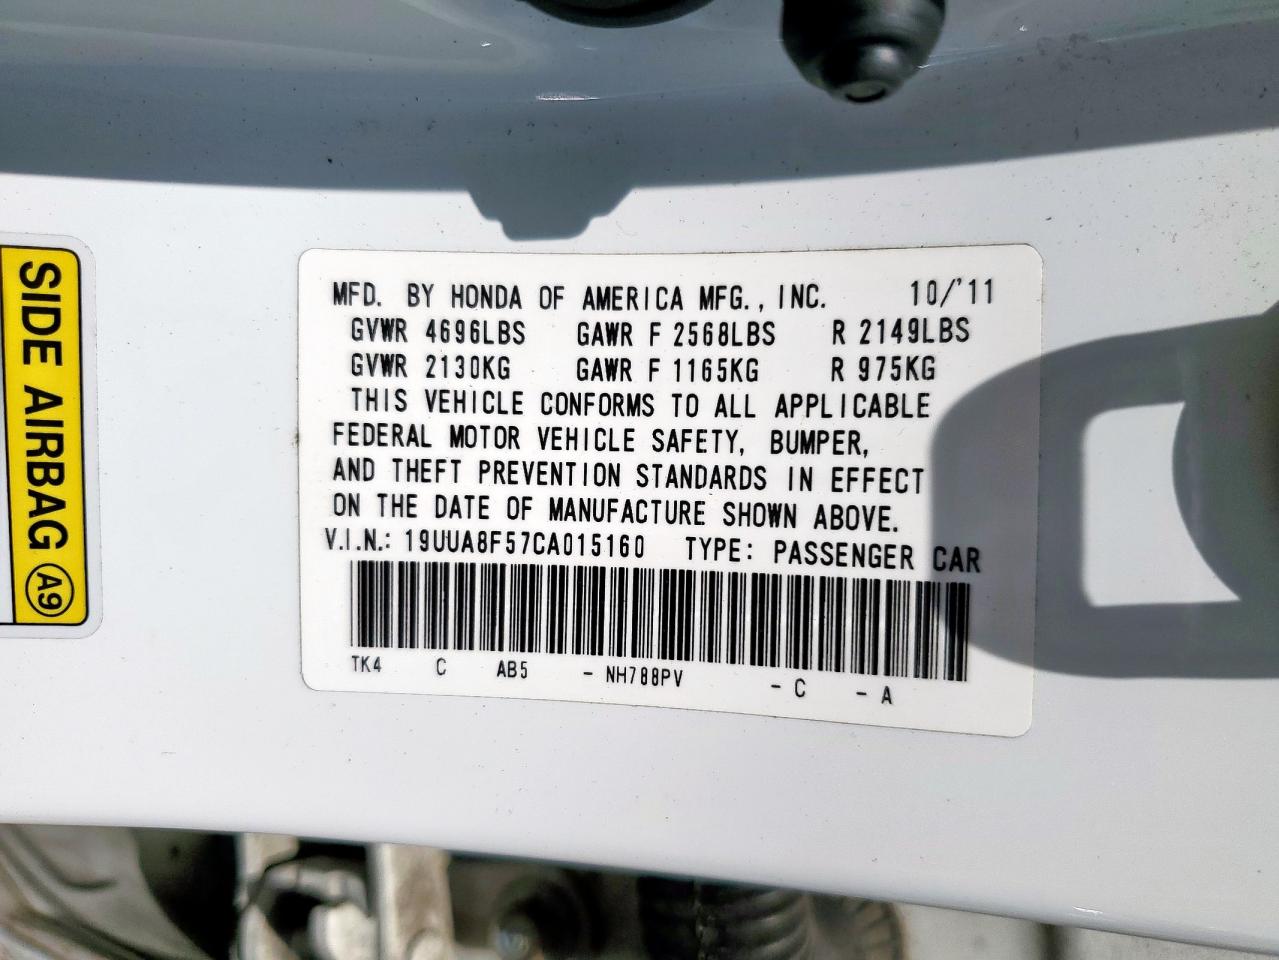 MFD. BY HONDA OF AMERICA MFG., INC. 10/'11
GVWR 4696LBS GAWR F 2568LBS R 2149LBS
GVWR 2130KG GAWR F 1165KG R 975KG
THIS VEHICLE CONFORMS TO ALL APPLICABLE
FEDERAL MOTOR VEHICLE SAFETY, BUMPER,
AND THEFT PREVENTION STANDARDS IN EFFECT
ON THE DATE OF MANUFACTURE SHOWN ABOVE.
V.I.N.: 19UUA8F57CA015160 TYPE: PASSENGER CAR
TK4 C AB5 - NH788PV - C - A
SIDE AIRBAG A9